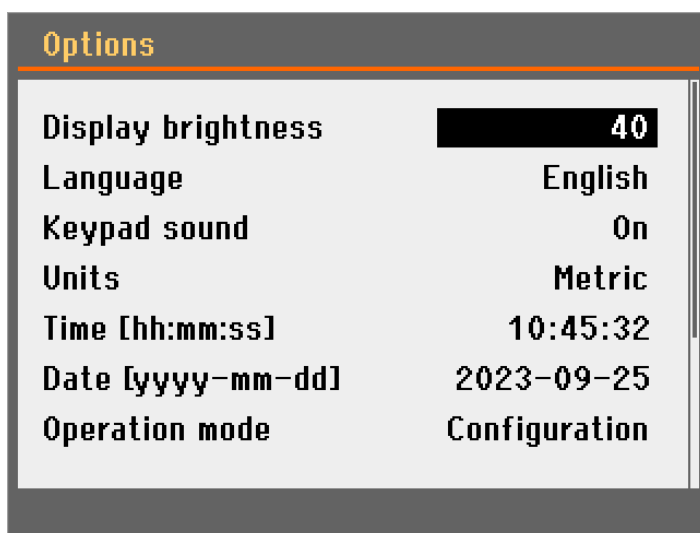 Options
Display brightness 40
Language English
Keypad sound On
Units Metric
Time [hh:mm:ss] 10:45:32
Date [yyyy-mm-dd] 2023-09-25
Operation mode Configuration